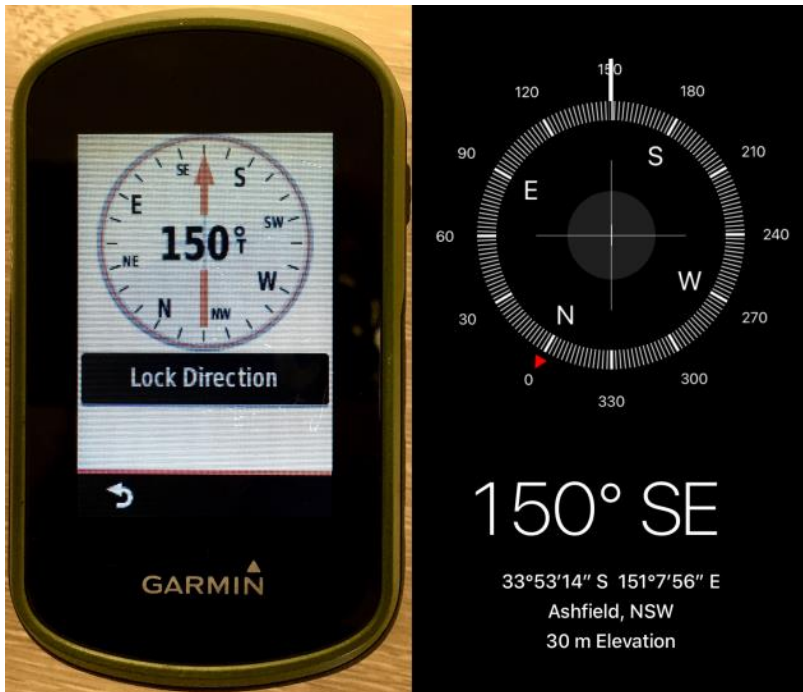 SE
S
E
SW
150°T
NE
W
N
NW
Lock Direction
GARMIN
150
120
180
90
S
210
E
60
240
W
30
N
270
0
300
330
150° SE
33°53′14″ S 151°7′56″ E
Ashfield, NSW
30 m Elevation